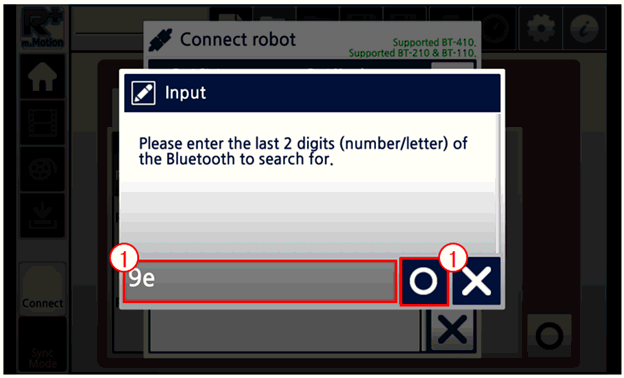 R+
m.Motion
Connect robot
Supported BT-410,
Supported BT-210 & BT-110.
Input
Please enter the last 2 digits (number/letter) of
the Bluetooth to search for.
1
1
9e
Connect
Sync
Mode